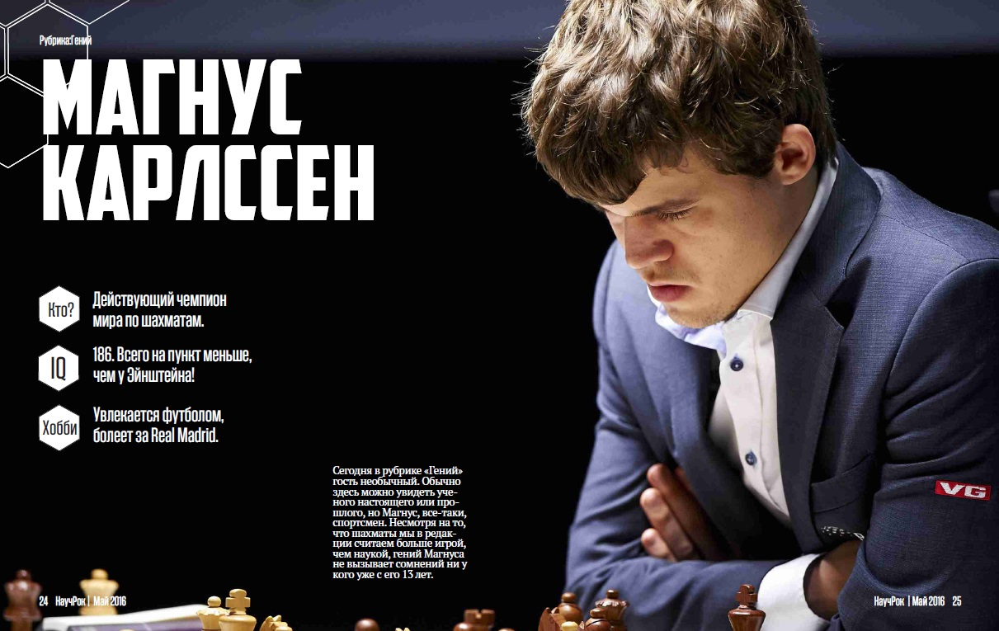 Рубрика:Гений
МАГНУС
КАРЛССЕН
Кто?
Действующий чемпион
мира по шахматам.
IQ
186. Всего на пункт меньше,
чем у Эйнштейна!
Хобби
Увлекается футболом,
болеет за Real Madrid.
Сегодня в рубрике «Гений»
гость необычный. Обычно
здесь можно увидеть уче-
ного настоящего или про-
шлого, но Магнус, все-таки,
спортсмен. Несмотря на то,
что шахматы мы в редак-
ции считаем больше игрой,
чем наукой, гений Магнуса
не вызывает сомнений ни у
кого уже с его 13 лет.
VG
24 НаучРок | Май 2016
НаучРок | Май 2016 25